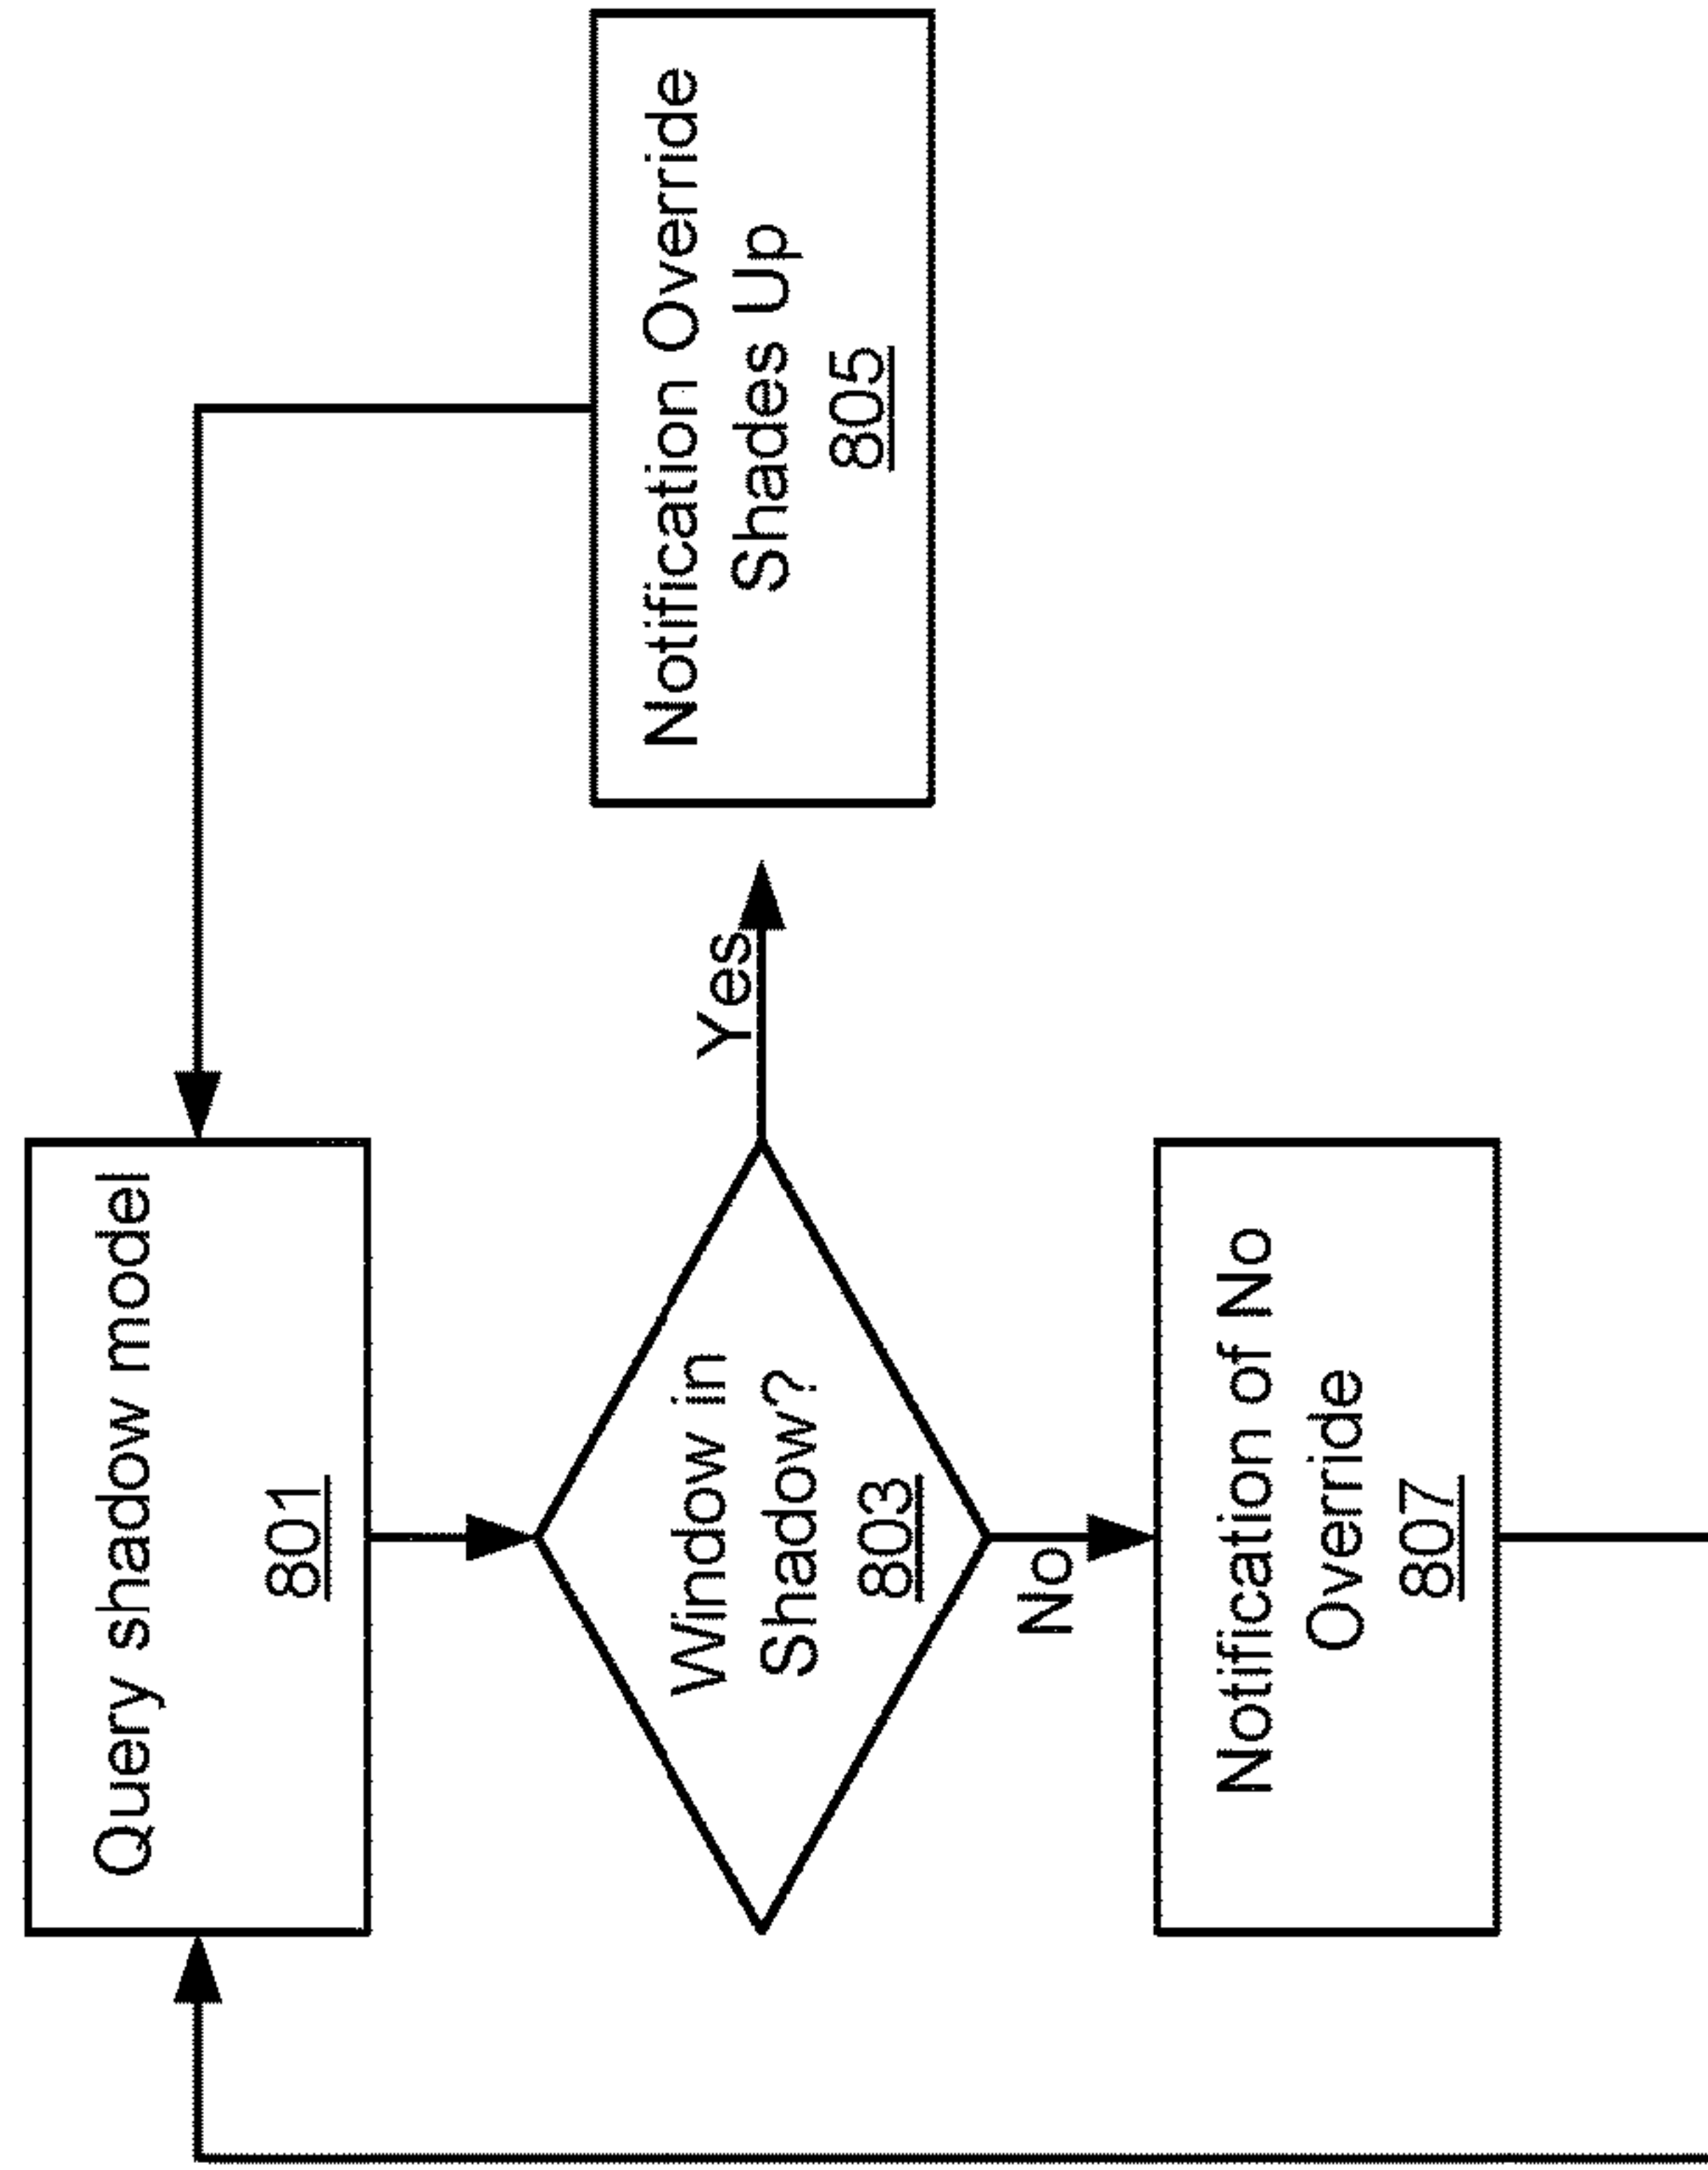 Query shadow model
801
Window in
Shadow?
803
Yes
Notification Override
Shades Up
805
No
Notification of No
Override
807